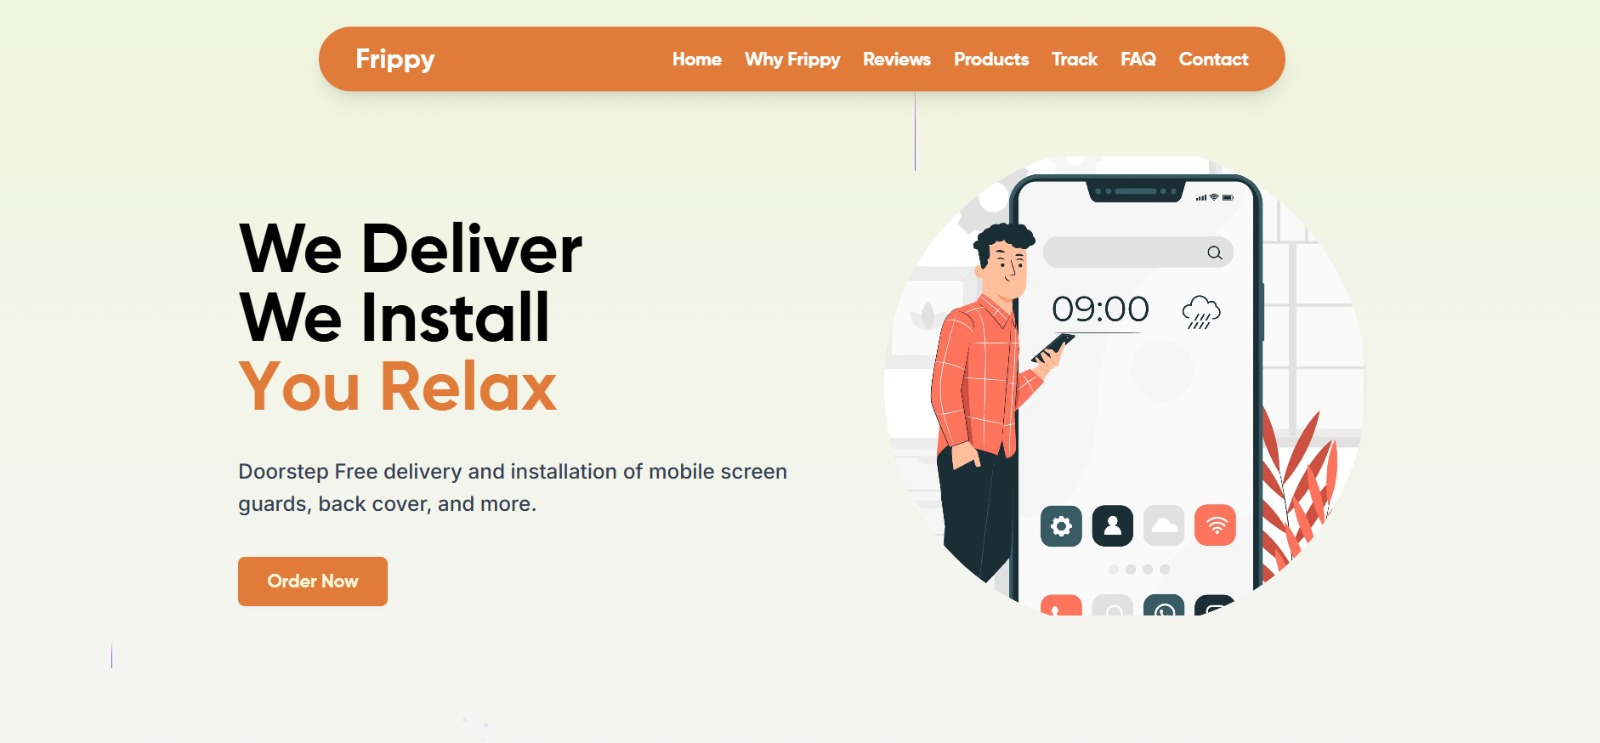 Frippy
Home Why Frippy Reviews Products Track FAQ Contact
We Deliver
We Install
You Relax
Doorstep Free delivery and installation of mobile screen
guards, back cover, and more.
Order Now
09:00